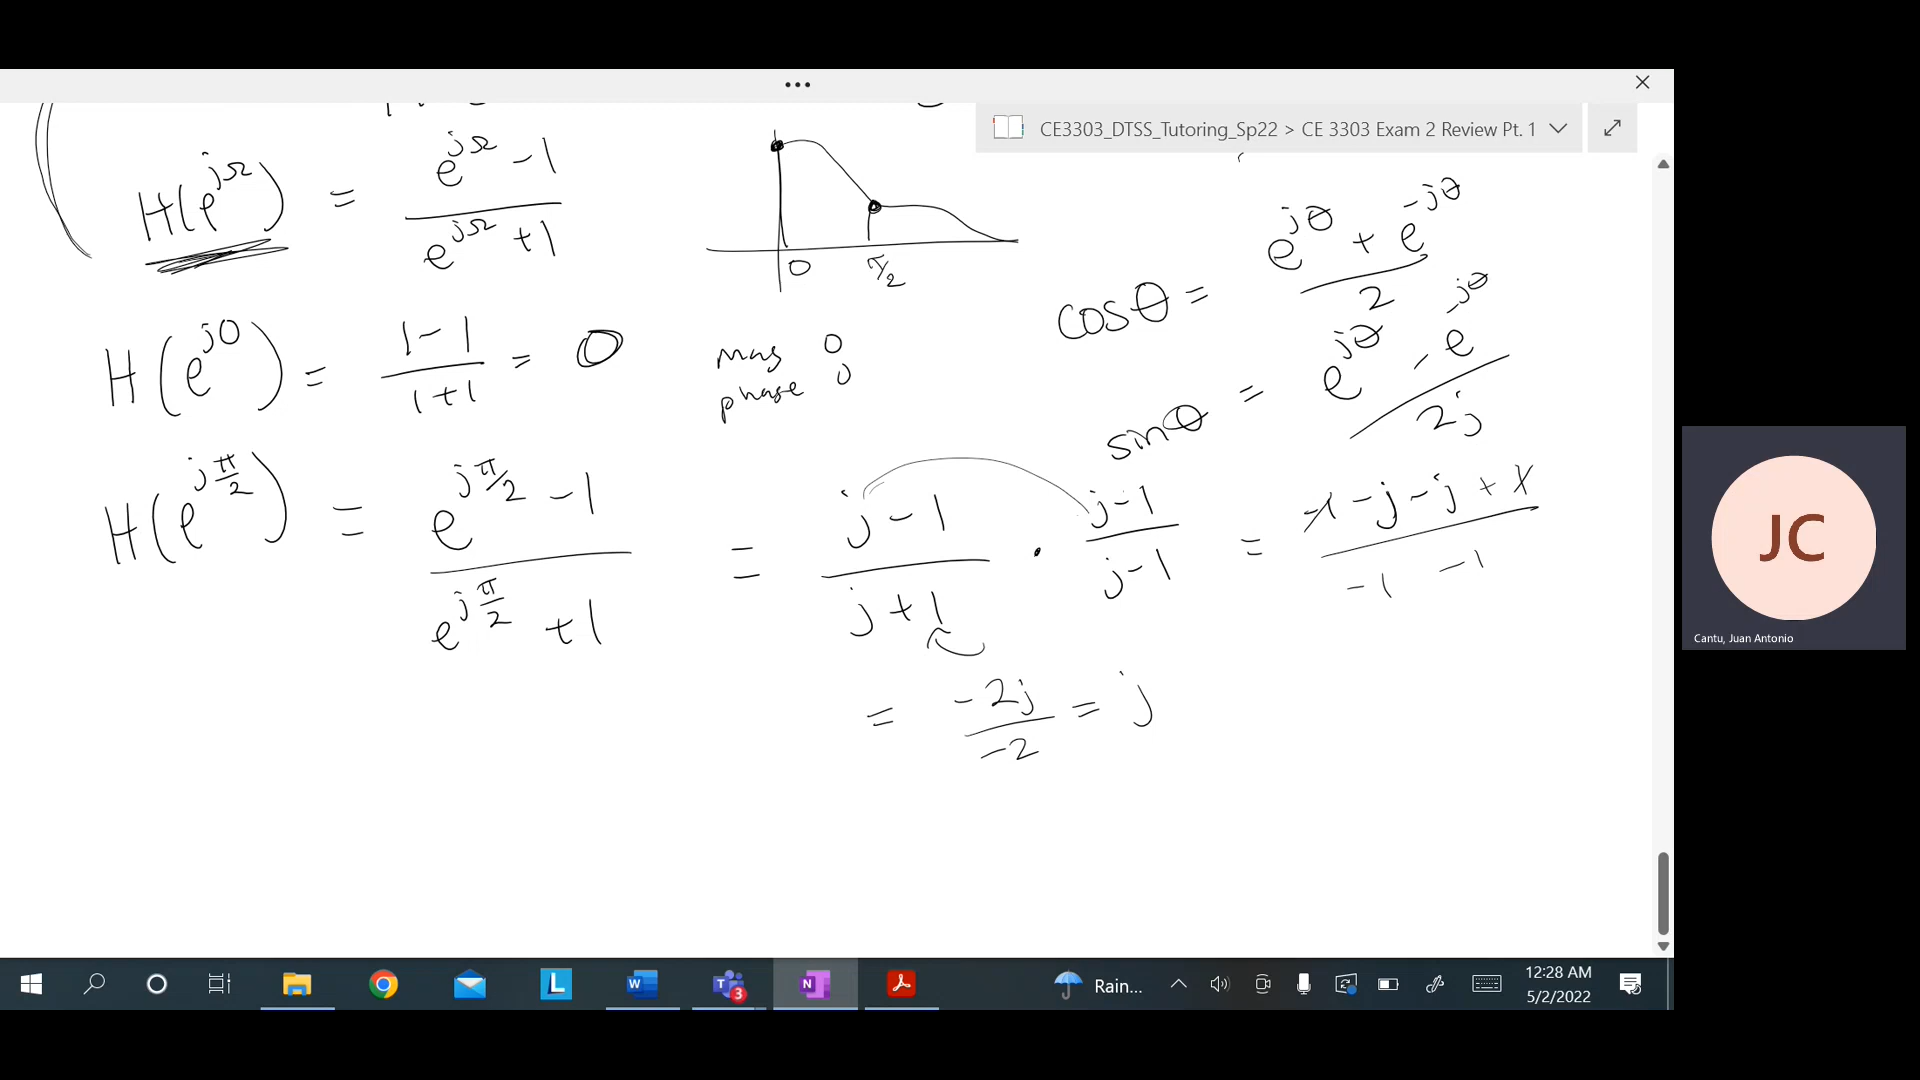 CE3303_DTSS_Tutoring_Sp22 > CE 3303 Exam 2 Review Pt. 1
H(e^{jΩ}) = (e^{jΩ} - 1)/(e^{jΩ} + 1)
0 π/2
cosθ = (e^{jθ} + e^{-jθ})/2
H(e^{j0}) = (1-1)/(1+1) = 0
mag 0
phase 0
sinθ = (e^{jθ} - e^{-jθ})/2j
H(e^{jπ/2}) = (e^{jπ/2} - 1)/(e^{jπ/2} + 1) = (j-1)/(j+1) · (j-1)/(j-1) = (-1-j-j+1)/(-1 -1)
= -2j/-2 = j
JC
Cantu, Juan Antonio
Rain...
3
12:28 AM
5/2/2022